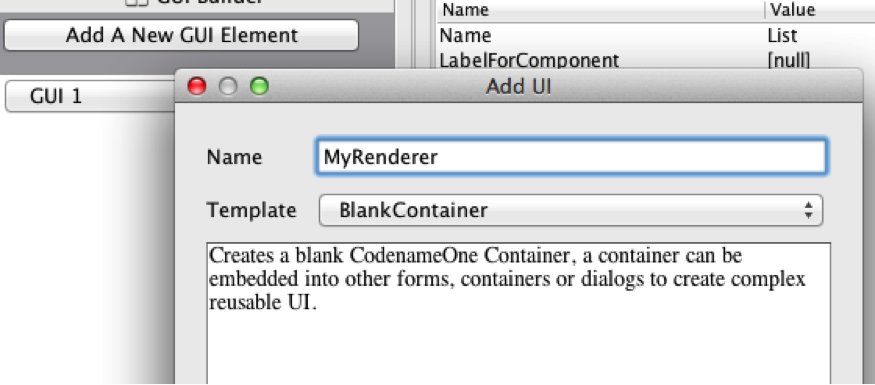 GUI Builder
Name Value
Add A New GUI Element
Name List
LabelForComponent [null]
Add UI
GUI 1
Name MyRenderer
Template BlankContainer
Creates a blank CodenameOne Container, a container can be
embedded into other forms, containers or dialogs to create complex
reusable UI.